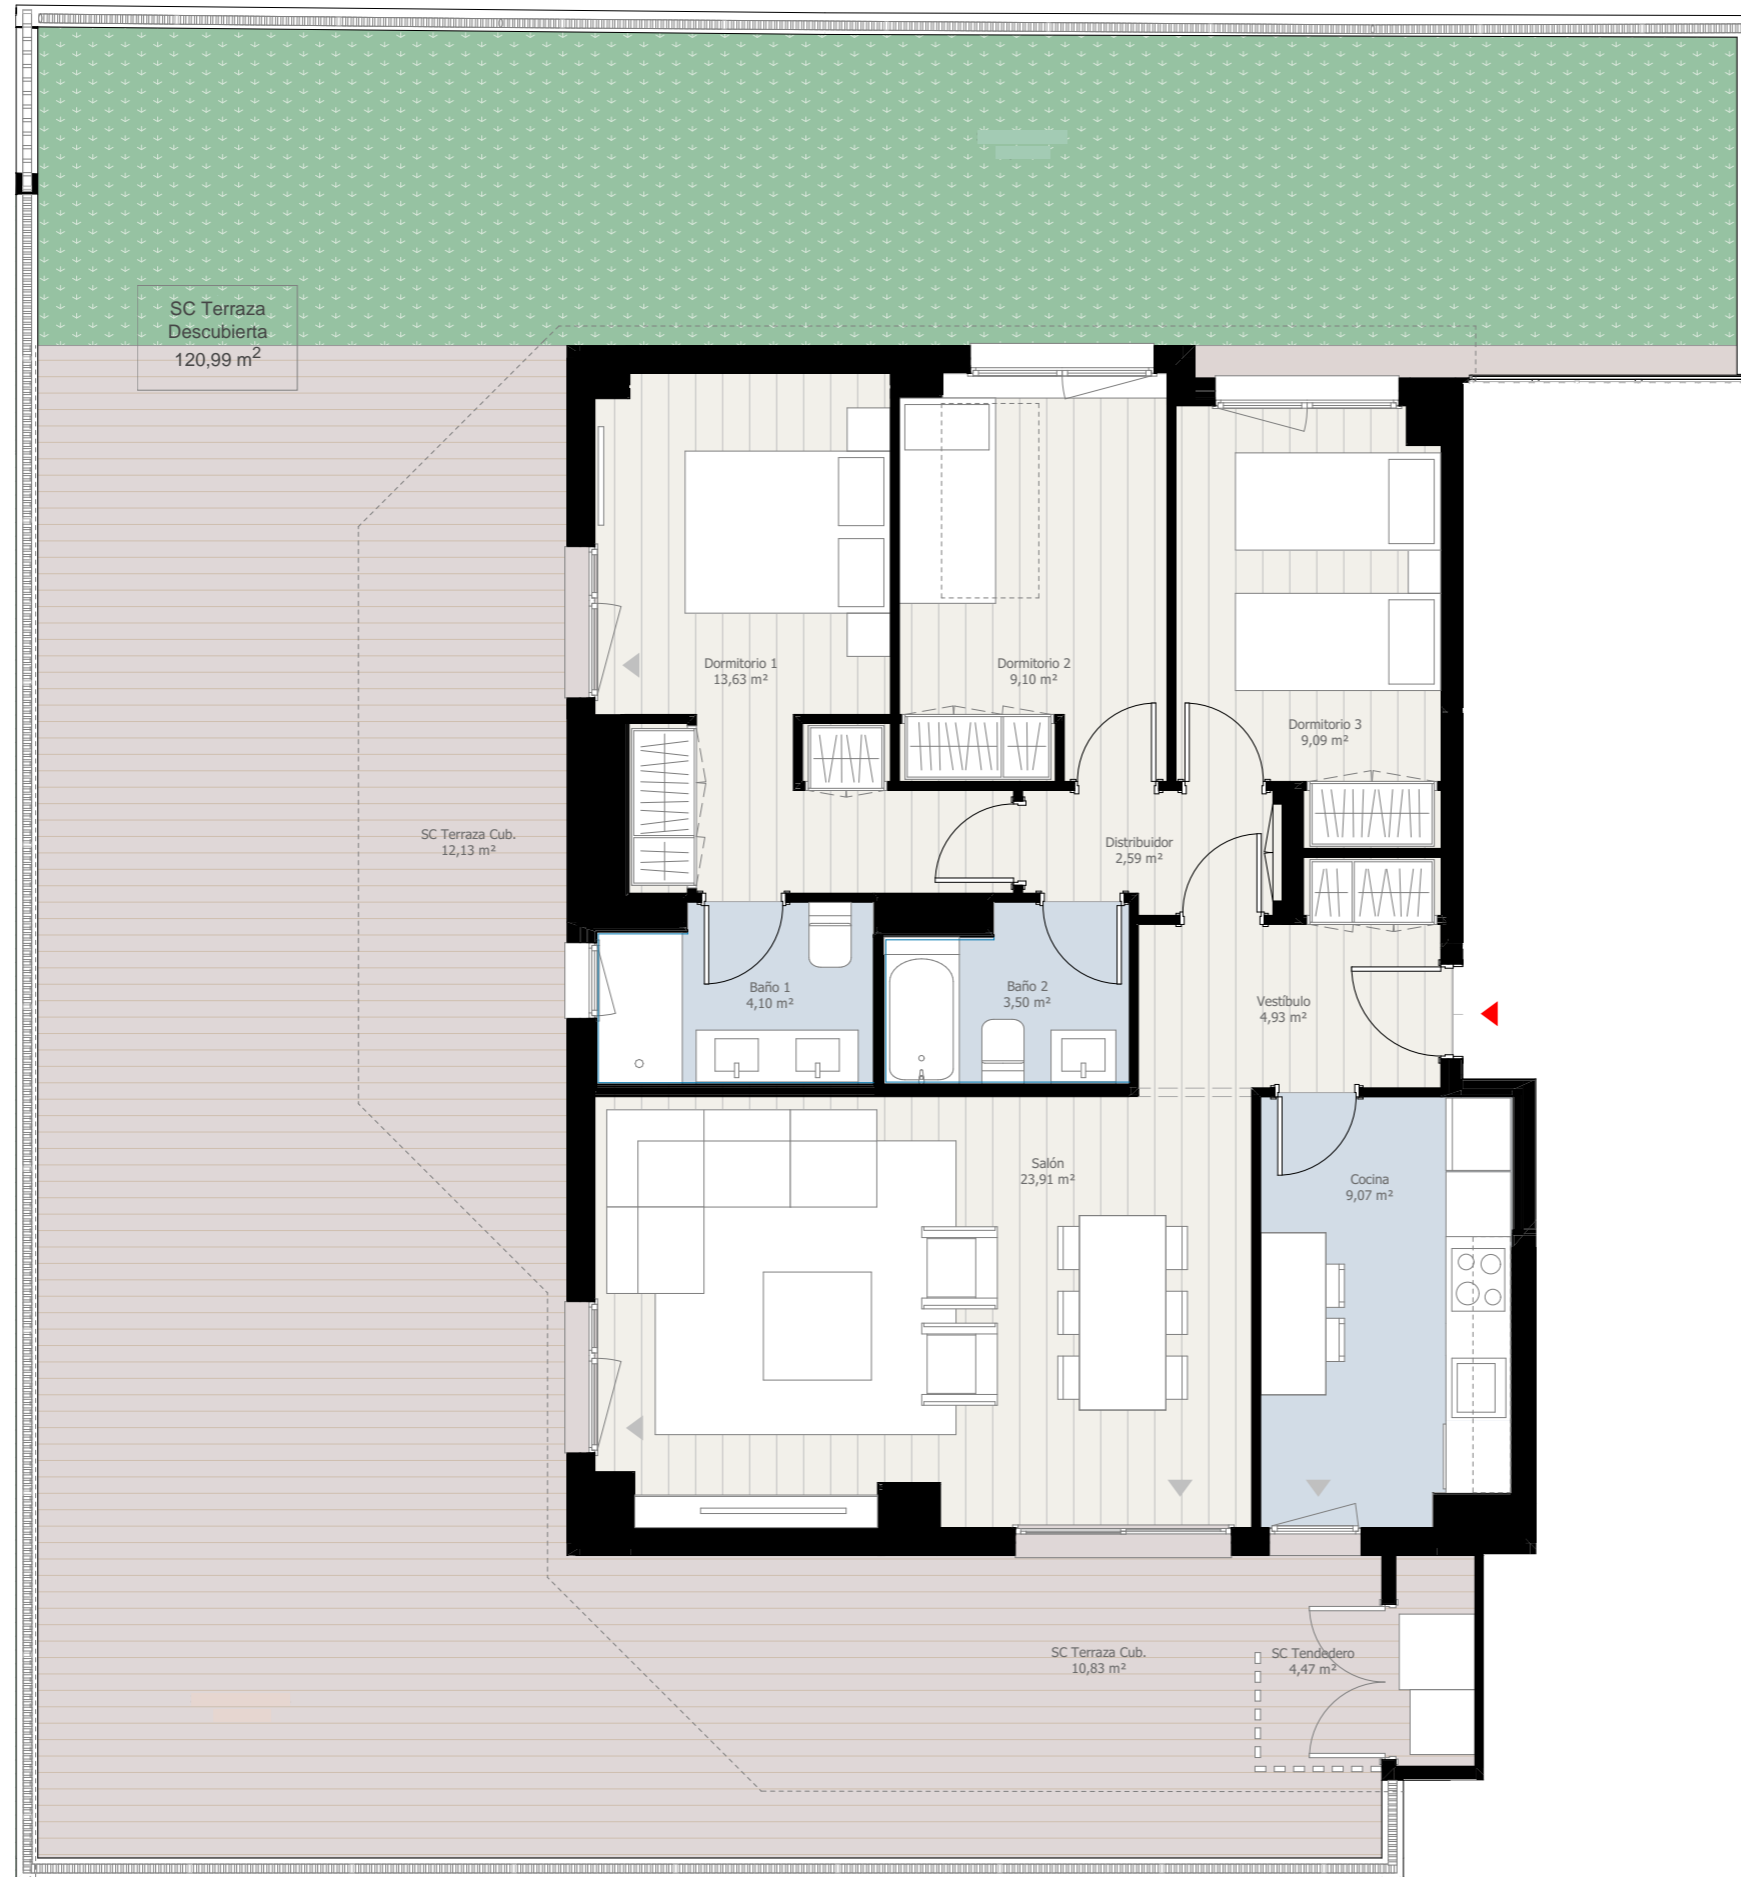 SC Terraza
Descubierta
120,99 m²
Dormitorio 1
13,63 m²
Dormitorio 2
9,10 m²
Dormitorio 3
9,09 m²
SC Terraza Cub.
12,13 m²
Distribuidor
2,59 m²
Baño 1
4,10 m²
Baño 2
3,50 m²
Vestíbulo
4,93 m²
Salón
23,91 m²
Cocina
9,07 m²
SC Terraza Cub.
10,83 m²
SC Tendedero
4,47 m²